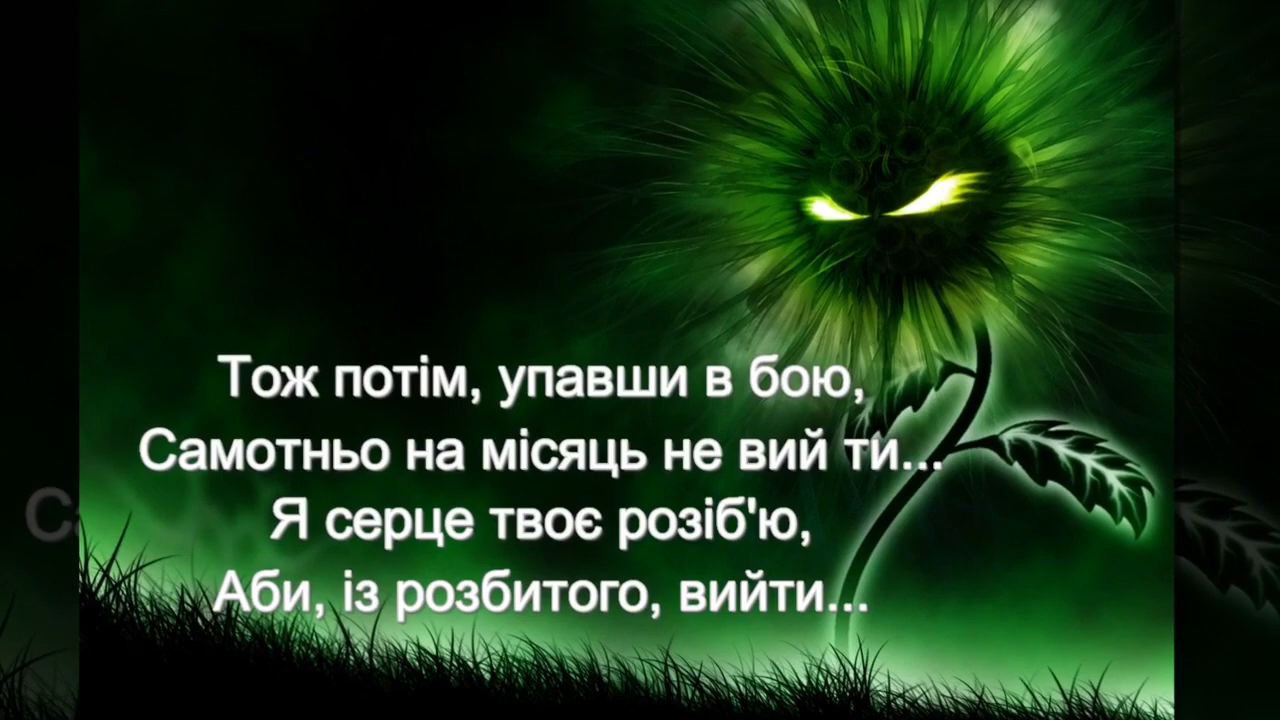 Тож потім, упавши в бою,
Самотньо на місяць не вий ти...
Я серце твоє розіб'ю,
Аби, із розбитого, вийти...